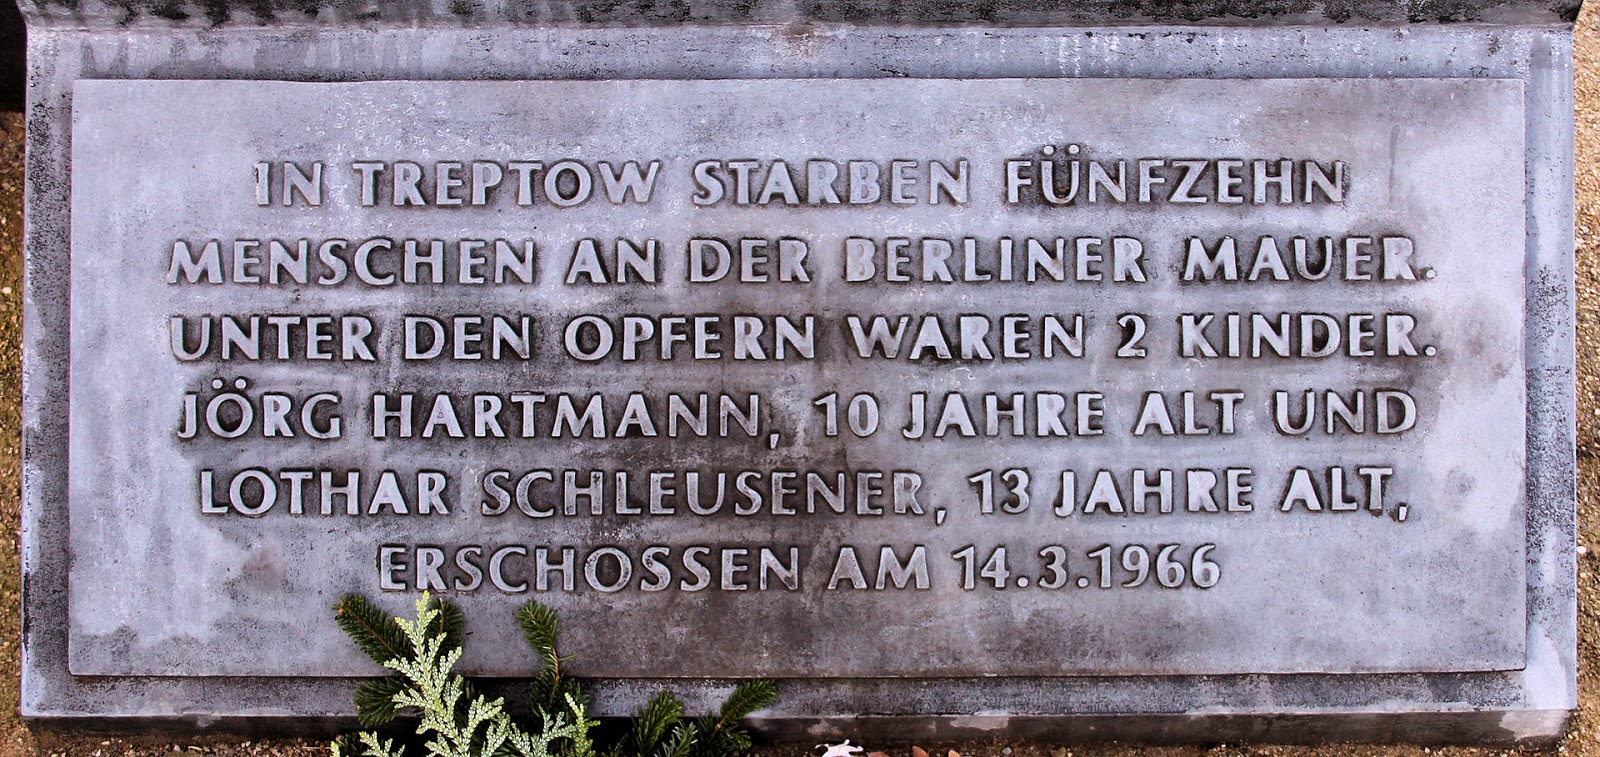 IN TREPTOW STARBEN FÜNFZEHN
MENSCHEN AN DER BERLINER MAUER.
UNTER DEN OPFERN WAREN 2 KINDER.
JÖRG HARTMANN, 10 JAHRE ALT UND
LOTHAR SCHLEUSENER, 13 JAHRE ALT,
ERSCHOSSEN AM 14.3.1966